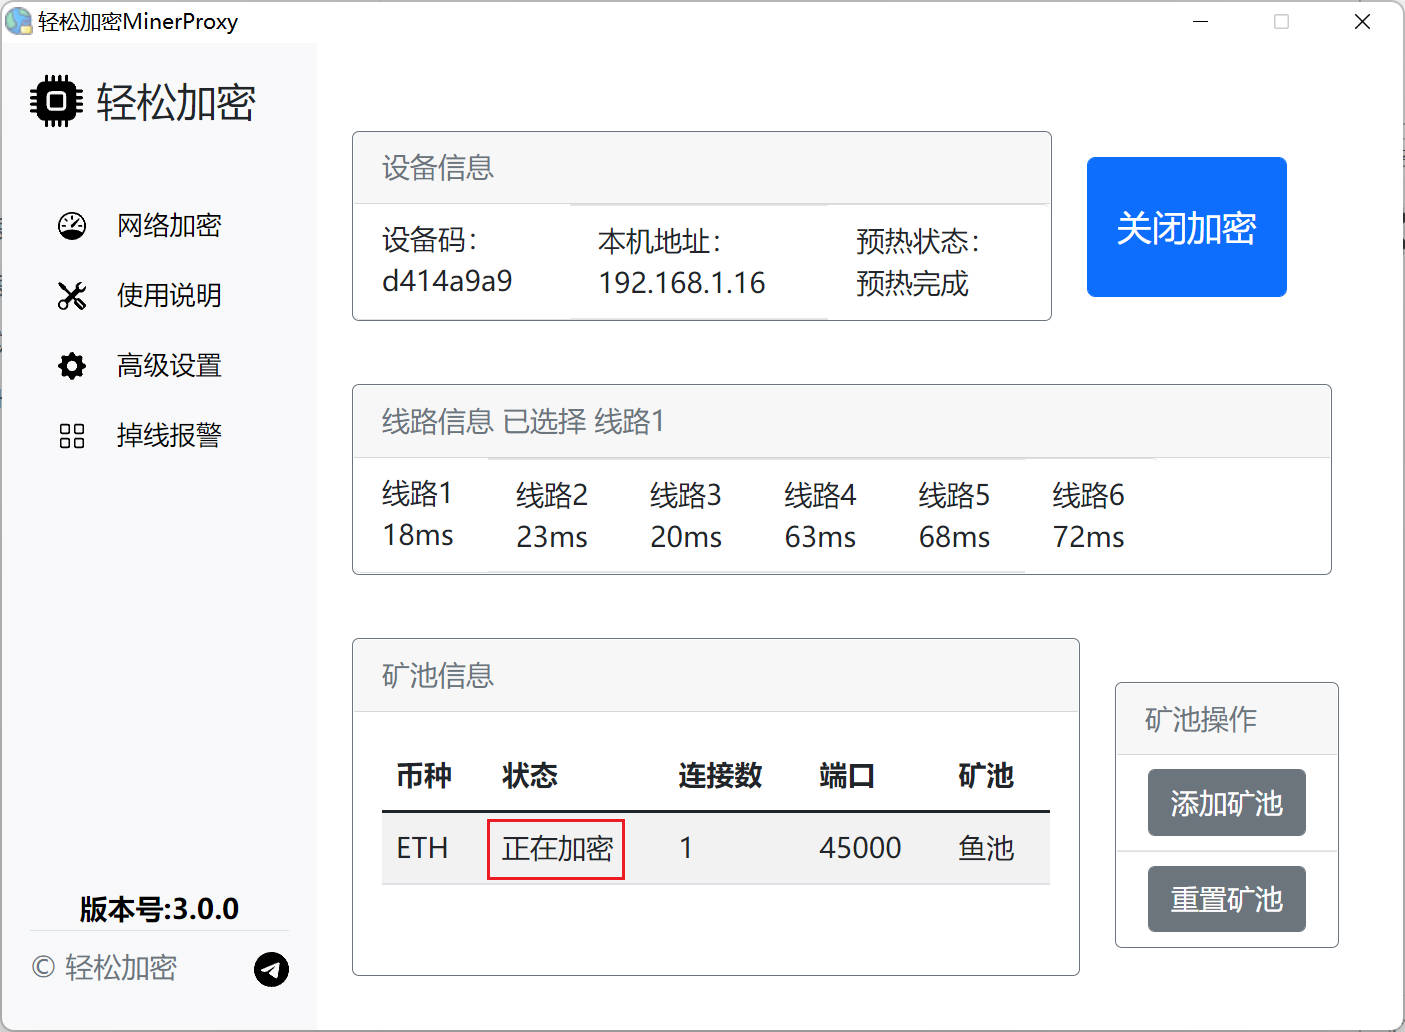 轻松加密MinerProxy
轻松加密
网络加密
使用说明
高级设置
掉线报警
版本号:3.0.0
© 轻松加密
设备信息
设备码: 本机地址: 预热状态:
d414a9a9 192.168.1.16 预热完成
关闭加密
线路信息 已选择 线路1
线路1 线路2 线路3 线路4 线路5 线路6
18ms 23ms 20ms 63ms 68ms 72ms
矿池信息
币种 状态 连接数 端口 矿池
ETH 正在加密 1 45000 鱼池
矿池操作
添加矿池
重置矿池